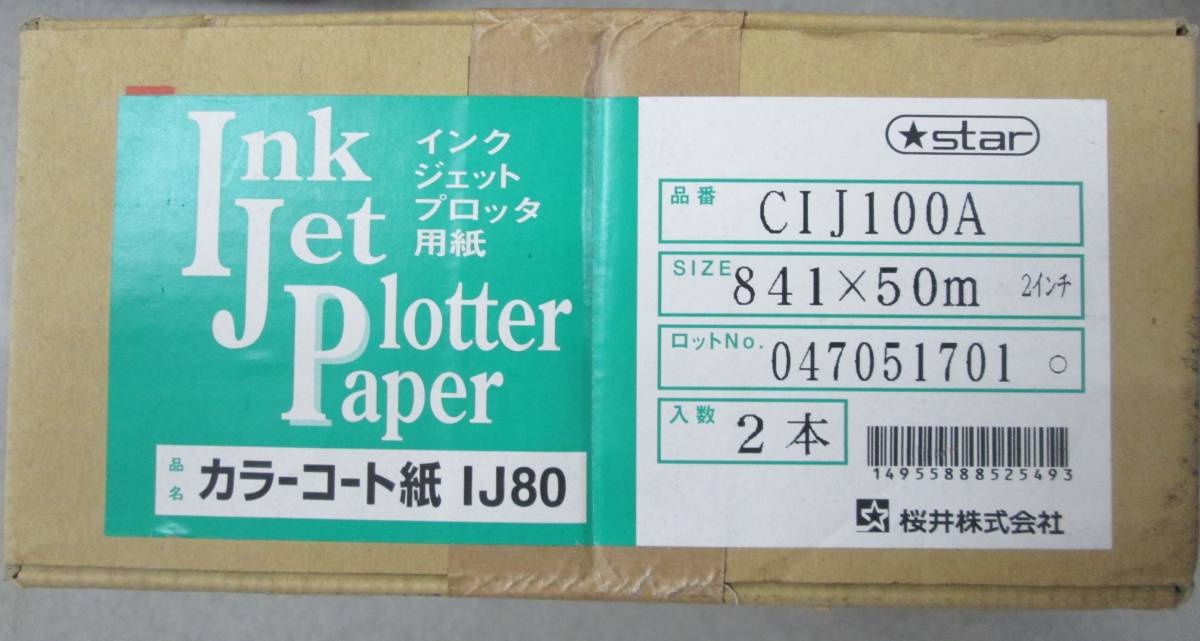 Ink
Jet
Plotter
Paper
インク
ジェット
プロッタ
用紙
品名 カラーコート紙 IJ80
★star
品番 CIJ100A
SIZE 841×50m 2インチ
ロットNo. 047051701 ○
入数 2本
14955888525493
桜井株式会社